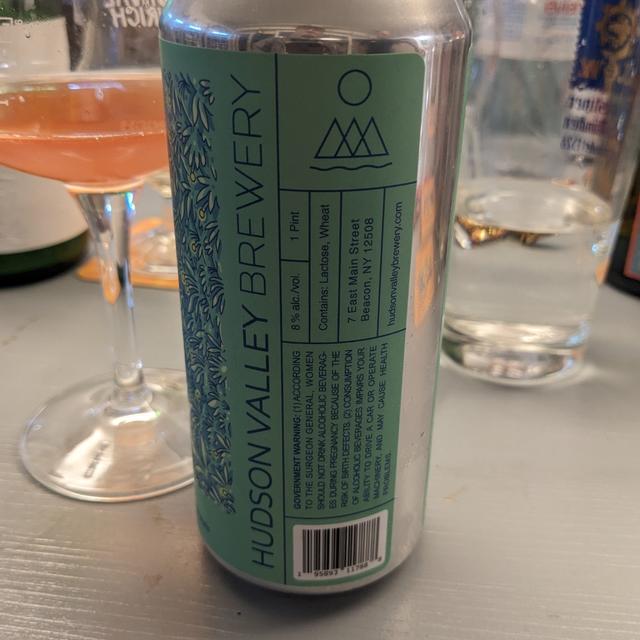 HUDSON VALLEY BREWERY
8% alc./vol.
1 Pint
Contains: Lactose, Wheat
7 East Main Street
Beacon, NY 12508
hudsonvalleybrewery.com
GOVERNMENT WARNING: (1) ACCORDING
TO THE SURGEON GENERAL, WOMEN
SHOULD NOT DRINK ALCOHOLIC BEVERAG-
ES DURING PREGNANCY BECAUSE OF THE
RISK OF BIRTH DEFECTS. (2) CONSUMPTION
OF ALCOHOLIC BEVERAGES IMPAIRS YOUR
ABILITY TO DRIVE A CAR OR OPERATE
MACHINERY, AND MAY CAUSE HEALTH
PROBLEMS.